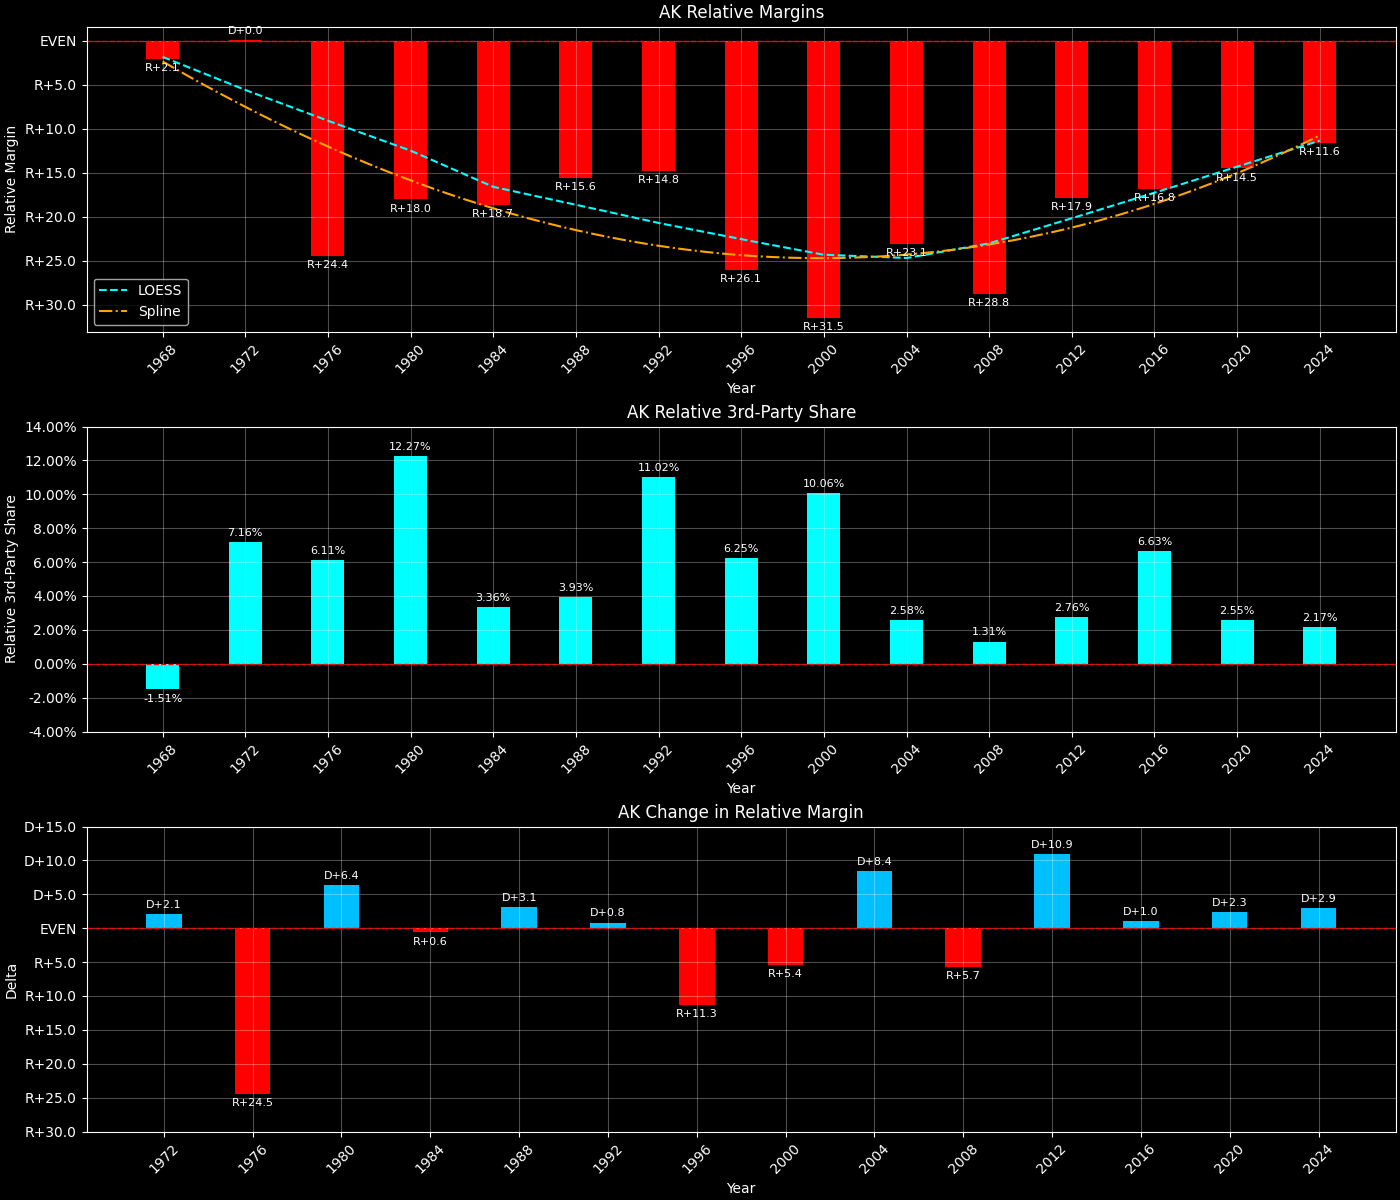 AK Relative Margins
Relative Margin
EVEN
R+5.0
R+10.0
R+15.0
R+20.0
R+25.0
R+30.0
R+2.1
D+0.0
R+24.4
R+18.0
R+18.7
R+15.6
R+14.8
R+26.1
R+31.5
R+23.1
R+28.8
R+17.9
R+16.8
R+14.5
R+11.6
LOESS
Spline
1968
1972
1976
1980
1984
1988
1992
1996
2000
2004
2008
2012
2016
2020
2024
Year
AK Relative 3rd-Party Share
Relative 3rd-Party Share
14.00%
12.00%
10.00%
8.00%
6.00%
4.00%
2.00%
0.00%
-2.00%
-4.00%
-1.51%
7.16%
6.11%
12.27%
3.36%
3.93%
11.02%
6.25%
10.06%
2.58%
1.31%
2.76%
6.63%
2.55%
2.17%
1968
1972
1976
1980
1984
1988
1992
1996
2000
2004
2008
2012
2016
2020
2024
Year
AK Change in Relative Margin
Delta
D+15.0
D+10.0
D+5.0
EVEN
R+5.0
R+10.0
R+15.0
R+20.0
R+25.0
R+30.0
D+2.1
R+24.5
D+6.4
R+0.6
D+3.1
D+0.8
R+11.3
R+5.4
D+8.4
R+5.7
D+10.9
D+1.0
D+2.3
D+2.9
1972
1976
1980
1984
1988
1992
1996
2000
2004
2008
2012
2016
2020
2024
Year